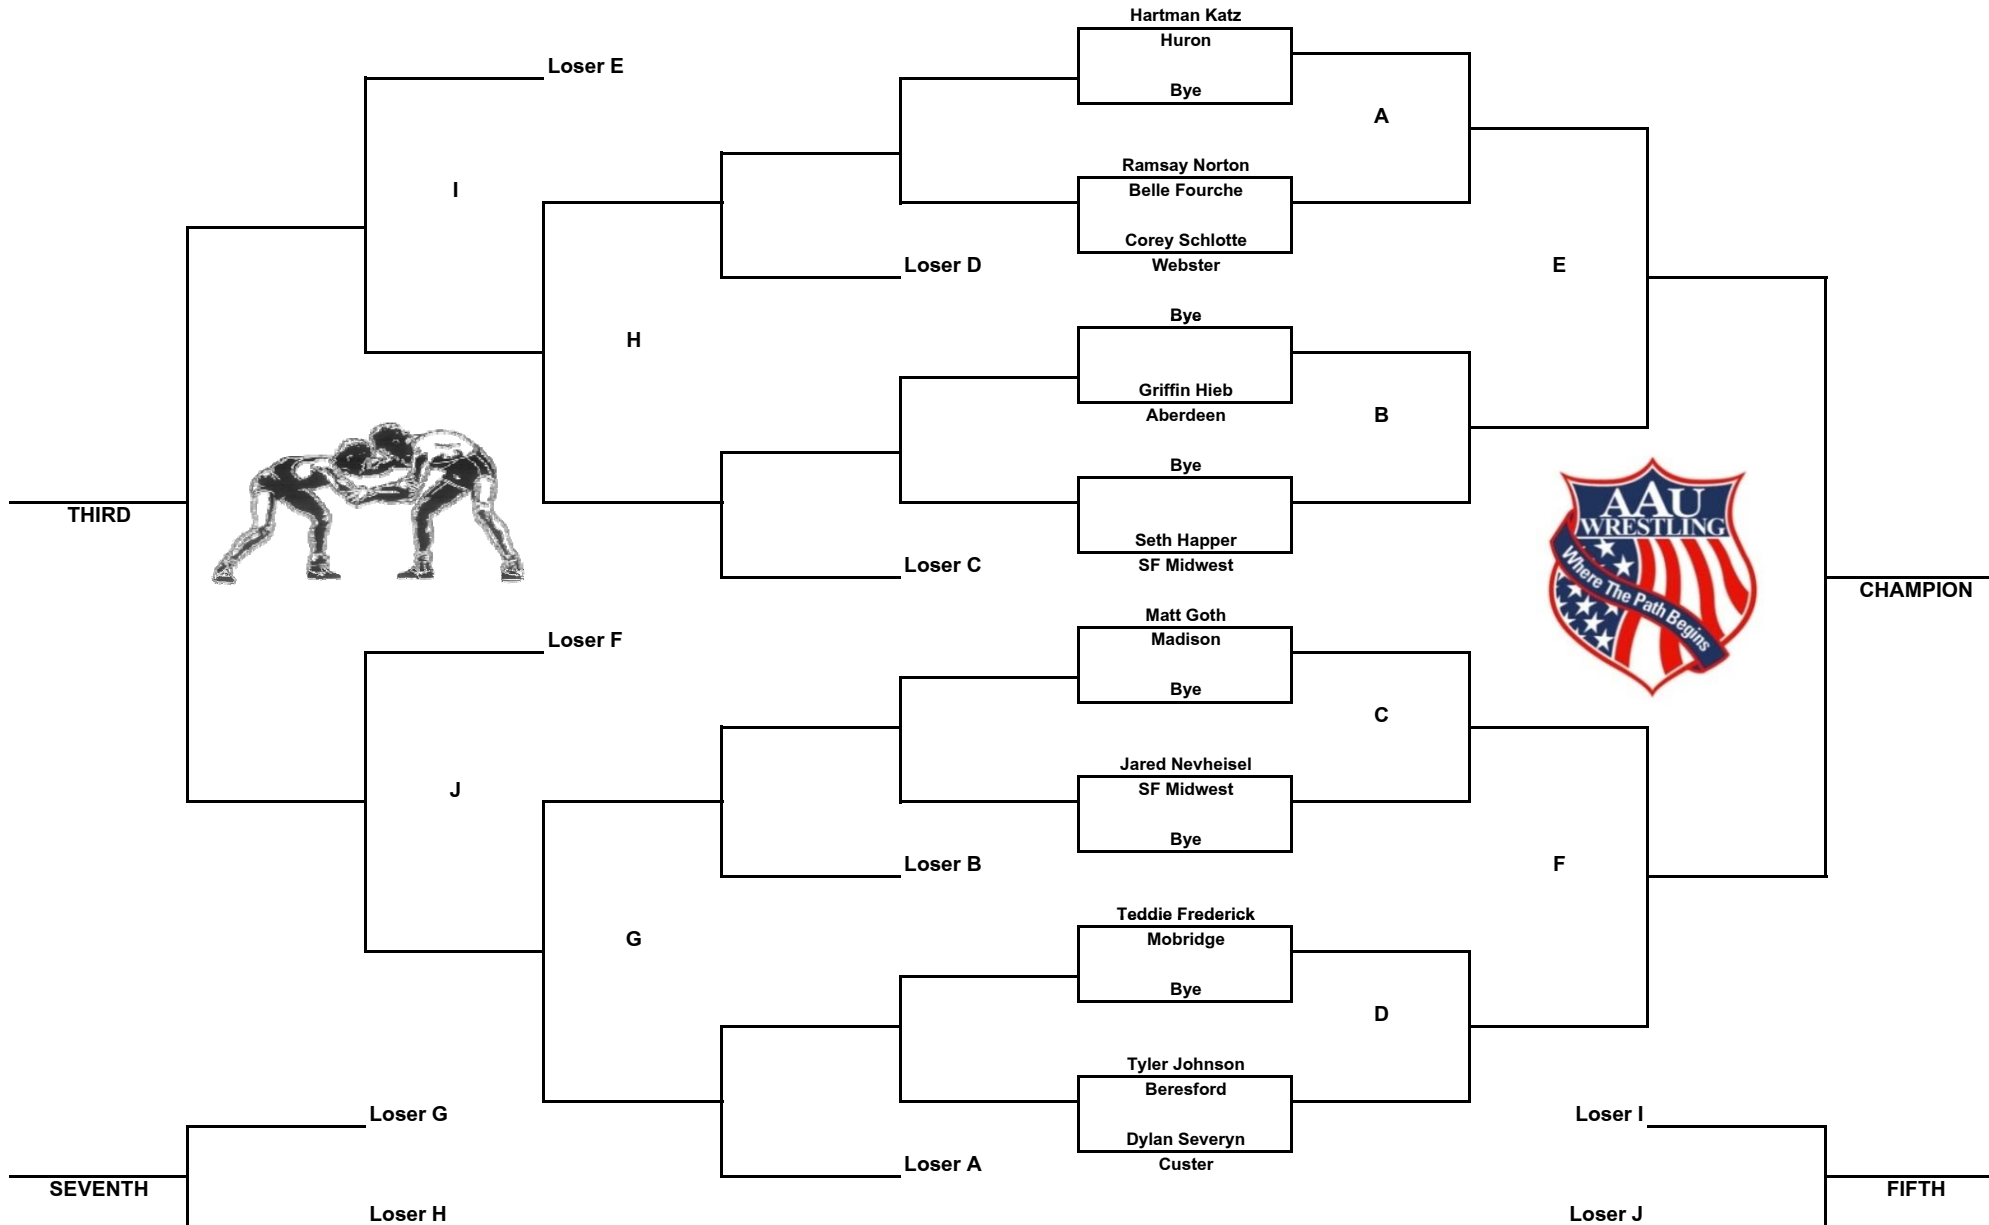 Hartman Katz
Huron
Loser E
Bye
A
Ramsay Norton
I
Belle Fourche
Corey Schlotte
Loser D
Webster
E
Bye
H
Griffin Hieb
Aberdeen
B
Bye
AAU
WRESTLING
THIRD
Seth Happer
Loser C
SF Midwest
Where The Path Begins
CHAMPION
Matt Goth
Loser F
Madison
Bye
C
Jared Nevheisel
J
SF Midwest
Bye
Loser B
F
Teddie Frederick
G
Mobridge
Bye
D
Tyler Johnson
Beresford
Loser G
Loser I
Dylan Severyn
Loser A
Custer
SEVENTH
FIFTH
Loser H
Loser J